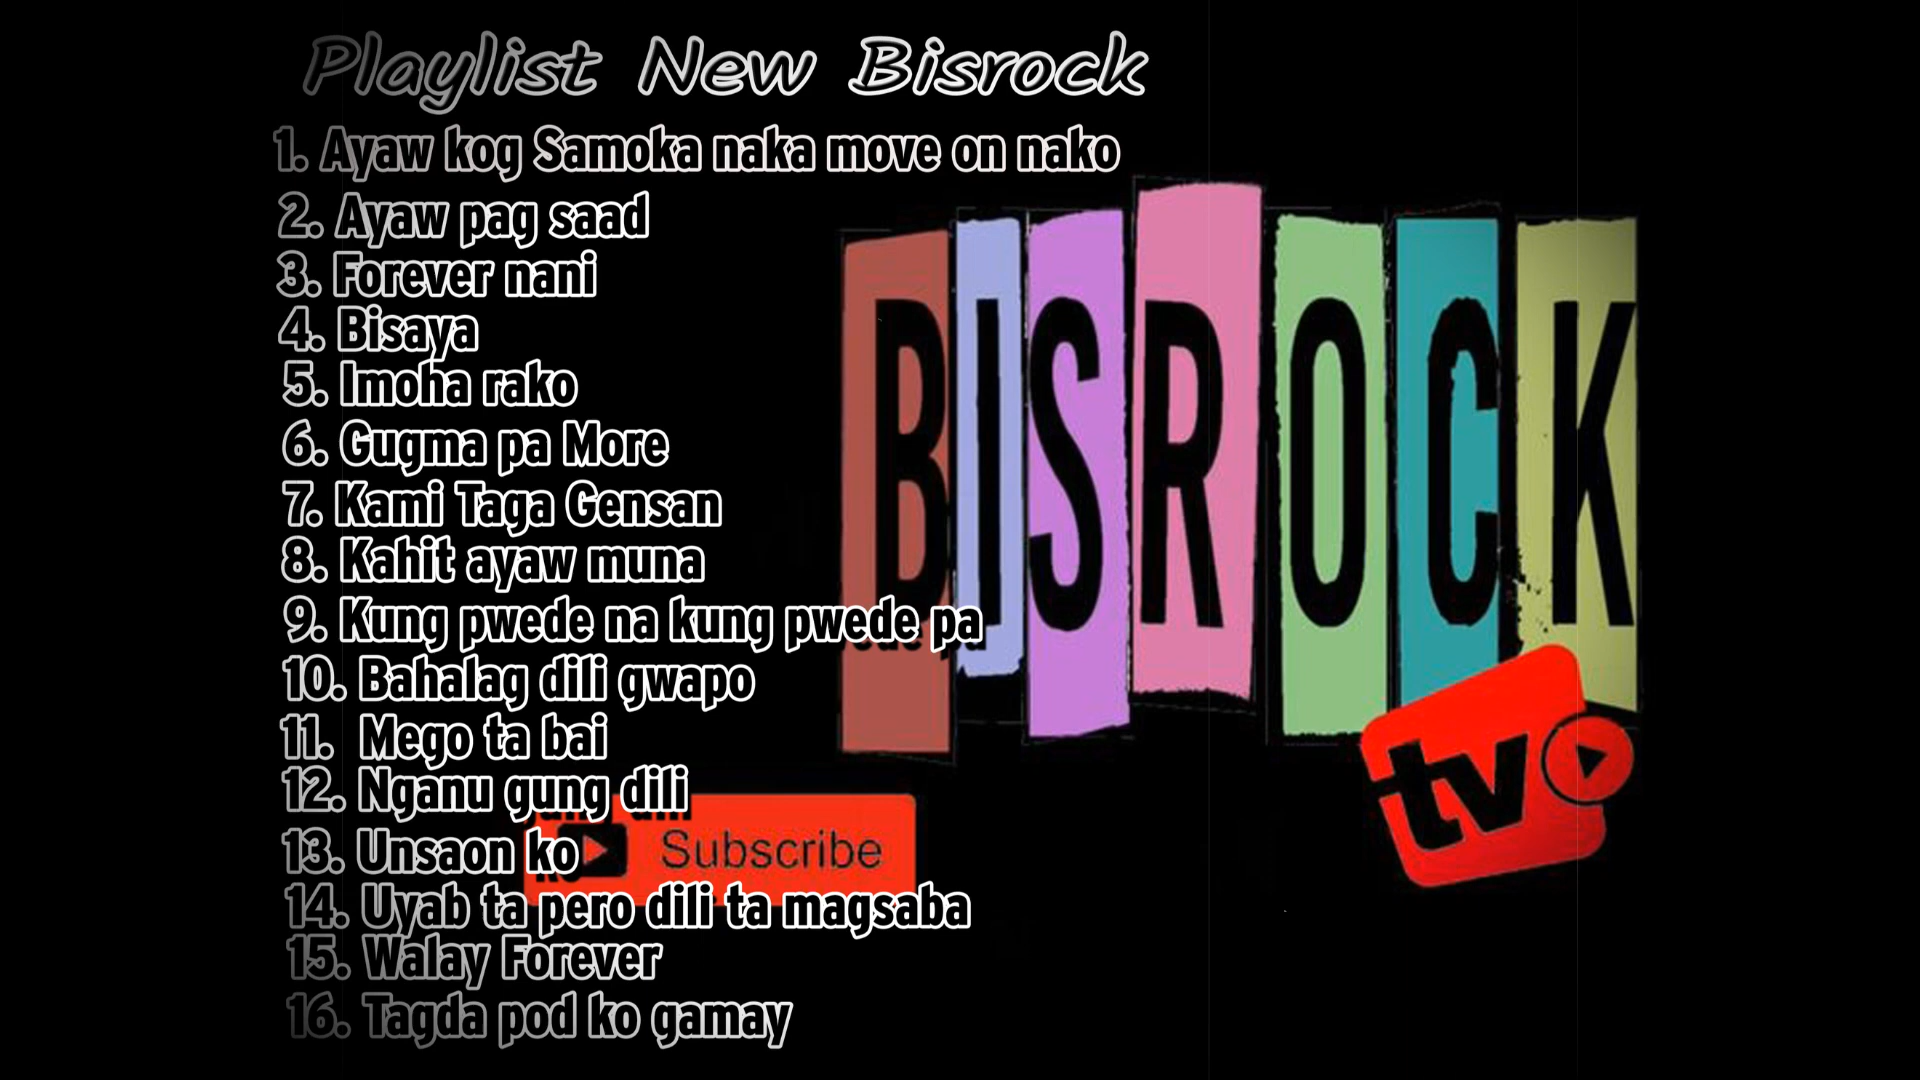 Playlist New Bisrock
1. Ayaw kog Samoka naka move on nako
2. Ayaw pag saad
3. Forever nani
4. Bisaya
5. Imoha rako
6. Gugma pa More
7. Kami Taga Gensan
8. Kahit ayaw muna
9. Kung pwede na kung pwede pa
10. Bahalag dili gwapo
11. Mego ta bai
12. Nganu gung dili
13. Unsaon ko
14. Uyab ta pero dili ta magsaba
15. Walay Forever
16. Tagda pod ko gamay
BISROCK
tv
Subscribe